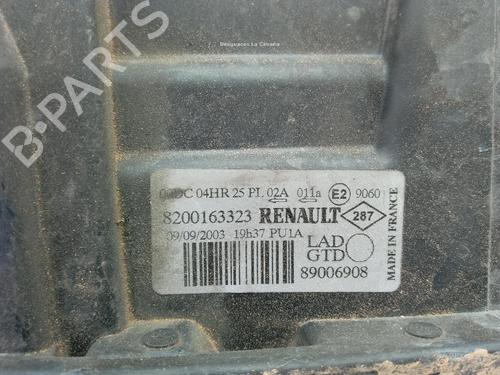 Desguaces La Cabaña
B-PARTS
00DC 04HR 25 PL 02A 011a E2 9060
8200163323 RENAULT 287
09/09/2003 19h37 PU1A
LAD
GTD
89006908
MADE IN FRANCE